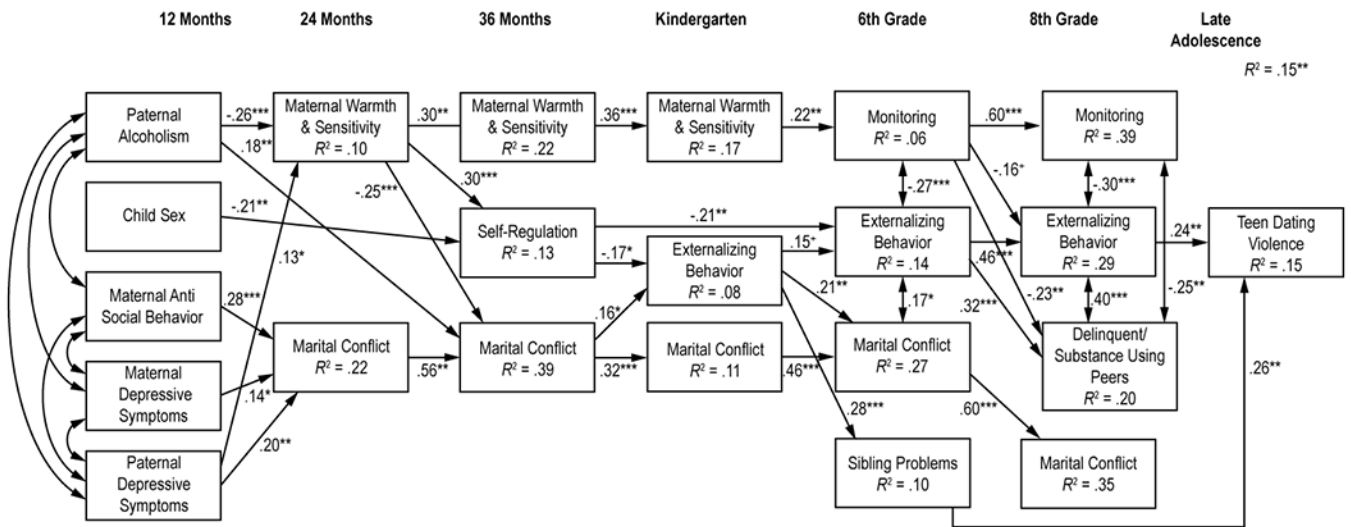 12 Months
24 Months
36 Months
Kindergarten
6th Grade
8th Grade
Late
Adolescence
R² = .15**
Paternal
Alcoholism
-.26***
.18**
Maternal Warmth
& Sensitivity
R² = .10
.30**
Maternal Warmth
& Sensitivity
R² = .22
.36***
Maternal Warmth
& Sensitivity
R² = .17
.22**
Monitoring
R² = .06
.60***
Monitoring
R² = .39
-.25***
.30***
-.27***
-.16⁺
-.30***
Child Sex
-.21**
Self-Regulation
R² = .13
-.21**
-.17*
Externalizing
Behavior
R² = .08
.15⁺
Externalizing
Behavior
R² = .14
.46***
Externalizing
Behavior
R² = .29
.24**
Teen Dating
Violence
R² = .15
.13*
Maternal Anti
Social Behavior
.28***
.16*
.21**
.17*
.32***
-.23**
.40***
-.25**
Marital Conflict
R² = .22
.56**
Marital Conflict
R² = .39
.32***
Marital Conflict
R² = .11
.46***
Marital Conflict
R² = .27
Delinquent/
Substance Using
Peers
R² = .20
Maternal
Depressive
Symptoms
.14*
.26**
.20**
.28***
.60***
Paternal
Depressive
Symptoms
Sibling Problems
R² = .10
Marital Conflict
R² = .35